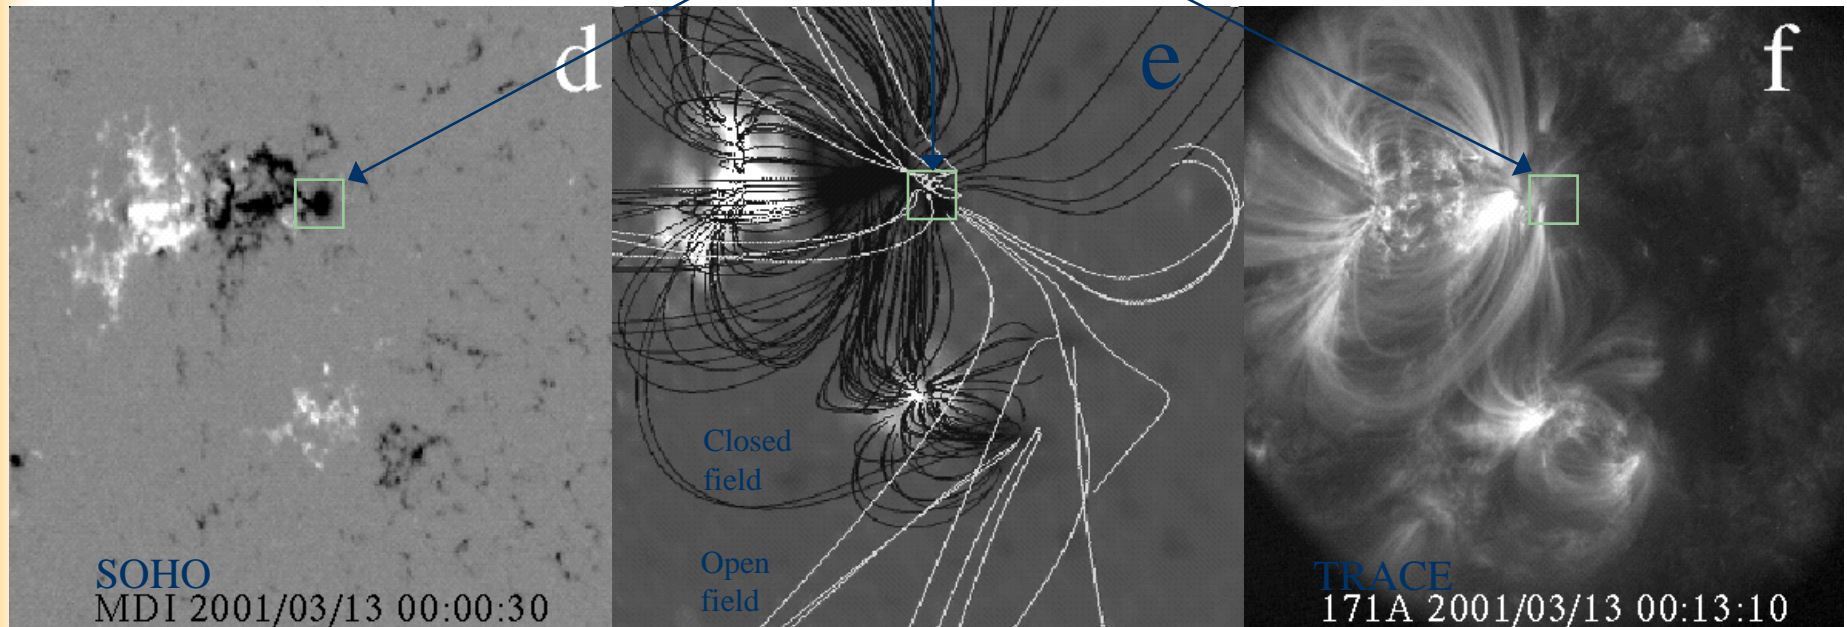 d
e
f
Closed
field
Open
field
SOHO
MDI 2001/03/13 00:00:30
TRACE
171A 2001/03/13 00:13:10